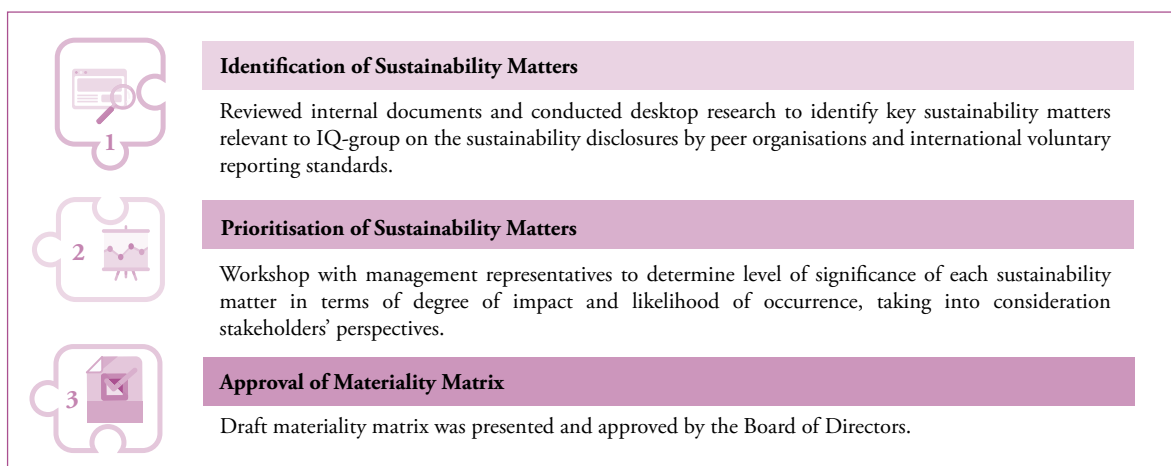 Identification of Sustainability Matters
Reviewed internal documents and conducted desktop research to identify key sustainability matters
relevant to IQ-group on the sustainability disclosures by peer organisations and international voluntary
reporting standards.
1
Prioritisation of Sustainability Matters
2
Workshop with management representatives to determine level of significance of each sustainability
matter in terms of degree of impact and likelihood of occurrence, taking into consideration
stakeholders’ perspectives.
Approval of Materiality Matrix
3
Draft materiality matrix was presented and approved by the Board of Directors.